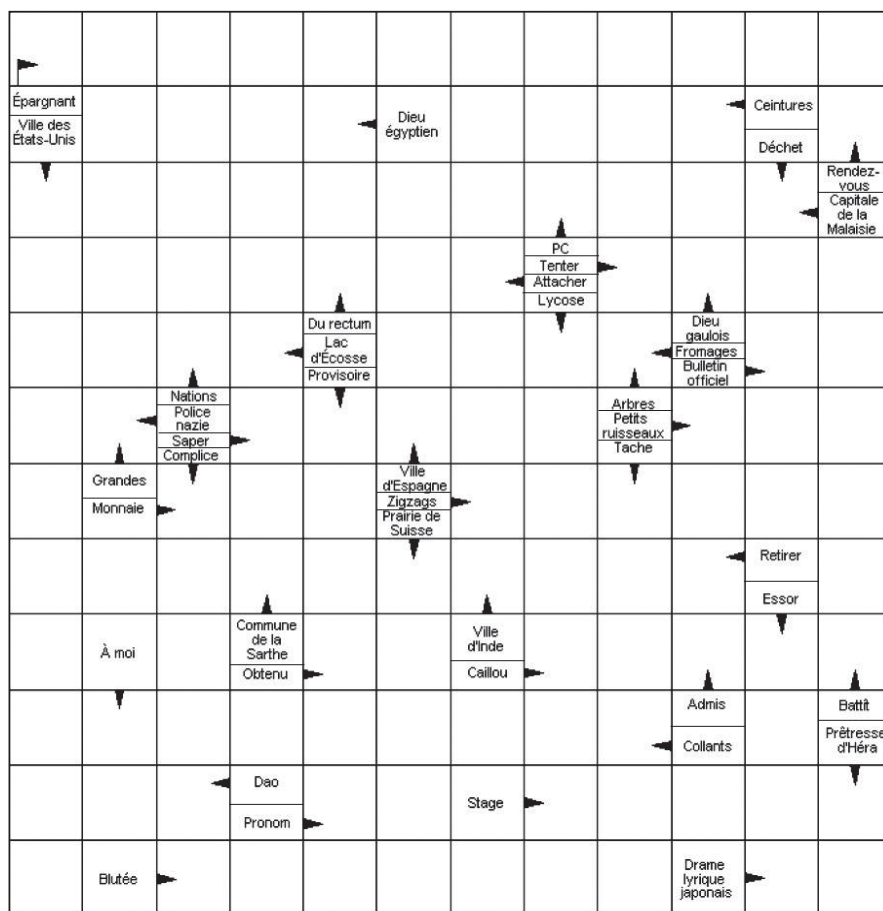 Épargnant
Ville des
États-Unis
Dieu
égyptien
Ceintures
Déchet
Rendez-
vous
Capitale
de la
Malaisie
PC
Tenter
Attacher
Lycose
Du rectum
Lac
d'Écosse
Provisoire
Dieu
gaulois
Fromages
Bulletin
officiel
Nations
Police
nazie
Saper
Complice
Arbres
Petits
ruisseaux
Tache
Grandes
Monnaie
Ville
d'Espagne
Zigzags
Prairie de
Suisse
Retirer
Essor
À moi
Commune
de la
Sarthe
Obtenu
Ville
d'Inde
Caillou
Admis
Collants
Battît
Prêtresse
d'Héra
Dao
Pronom
Stage
Blutée
Drame
lyrique
japonais